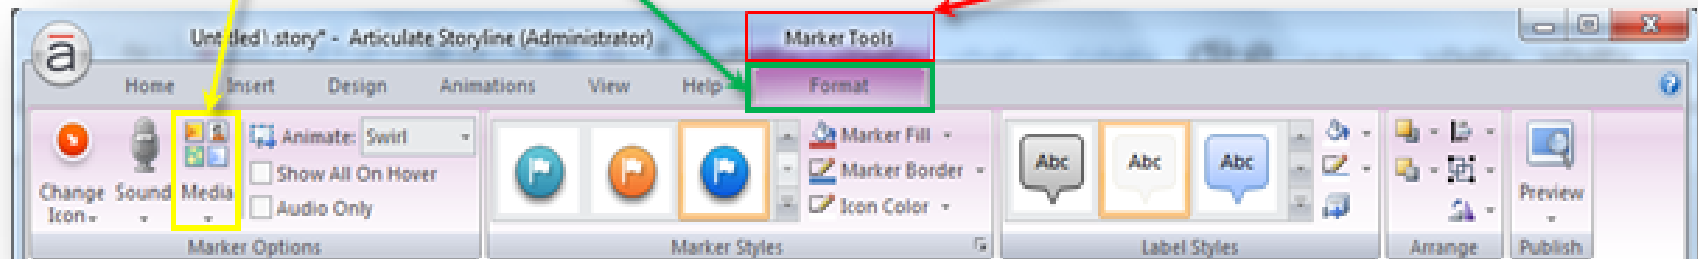 Untitled1.story* - Articulate Storyline (Administrator)
Marker Tools
Home Insert Design Animations View Help Format
Change Icon
Sound
Media
Animate: Swirl
Show All On Hover
Audio Only
Marker Options
Marker Fill
Marker Border
Icon Color
Marker Styles
Abc Abc Abc
Label Styles
Arrange
Preview
Publish